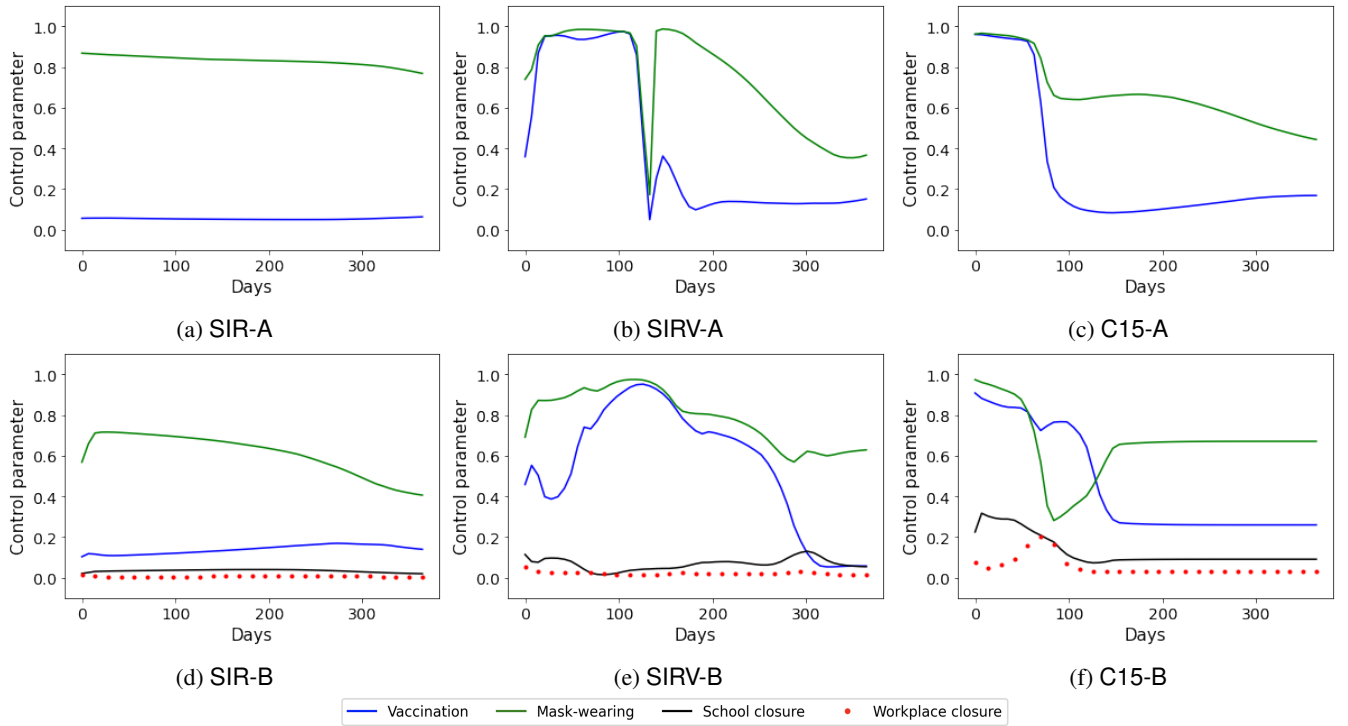 Control parameter
1.0
0.8
0.6
0.4
0.2
0.0
0 100 200 300
Days
(a) SIR-A
Control parameter
1.0
0.8
0.6
0.4
0.2
0.0
0 100 200 300
Days
(b) SIRV-A
Control parameter
1.0
0.8
0.6
0.4
0.2
0.0
0 100 200 300
Days
(c) C15-A
Control parameter
1.0
0.8
0.6
0.4
0.2
0.0
0 100 200 300
Days
(d) SIR-B
Control parameter
1.0
0.8
0.6
0.4
0.2
0.0
0 100 200 300
Days
(e) SIRV-B
Control parameter
1.0
0.8
0.6
0.4
0.2
0.0
0 100 200 300
Days
(f) C15-B
Vaccination Mask-wearing School closure Workplace closure